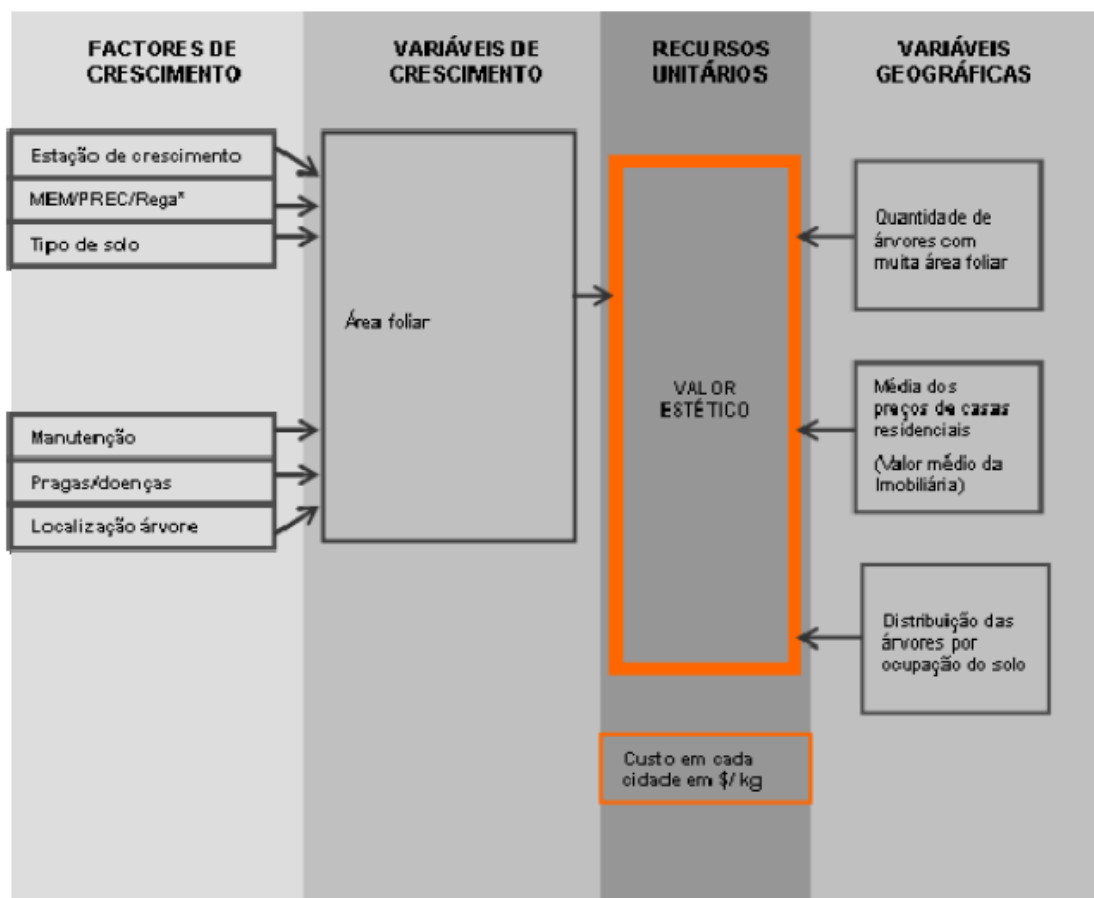 FACTORES DE
CRESCIMENTO
VARIÁVEIS DE
CRESCIMENTO
RECURSOS
UNITÁRIOS
VARIÁVEIS
GEOGRÁFICAS
Estação de crescimento
MEM/PREC/Rega*
Tipo de solo
Manutenção
Pragas/doenças
Localização árvore
Área foliar
VALOR
ESTÉTICO
Custo em cada
cidade em $/kg
Quantidade de
árvores com
muita área foliar
Média dos
preços de casas
residenciais
(Valor médio da
Imobiliária)
Distribuição das
árvores por
ocupação do solo